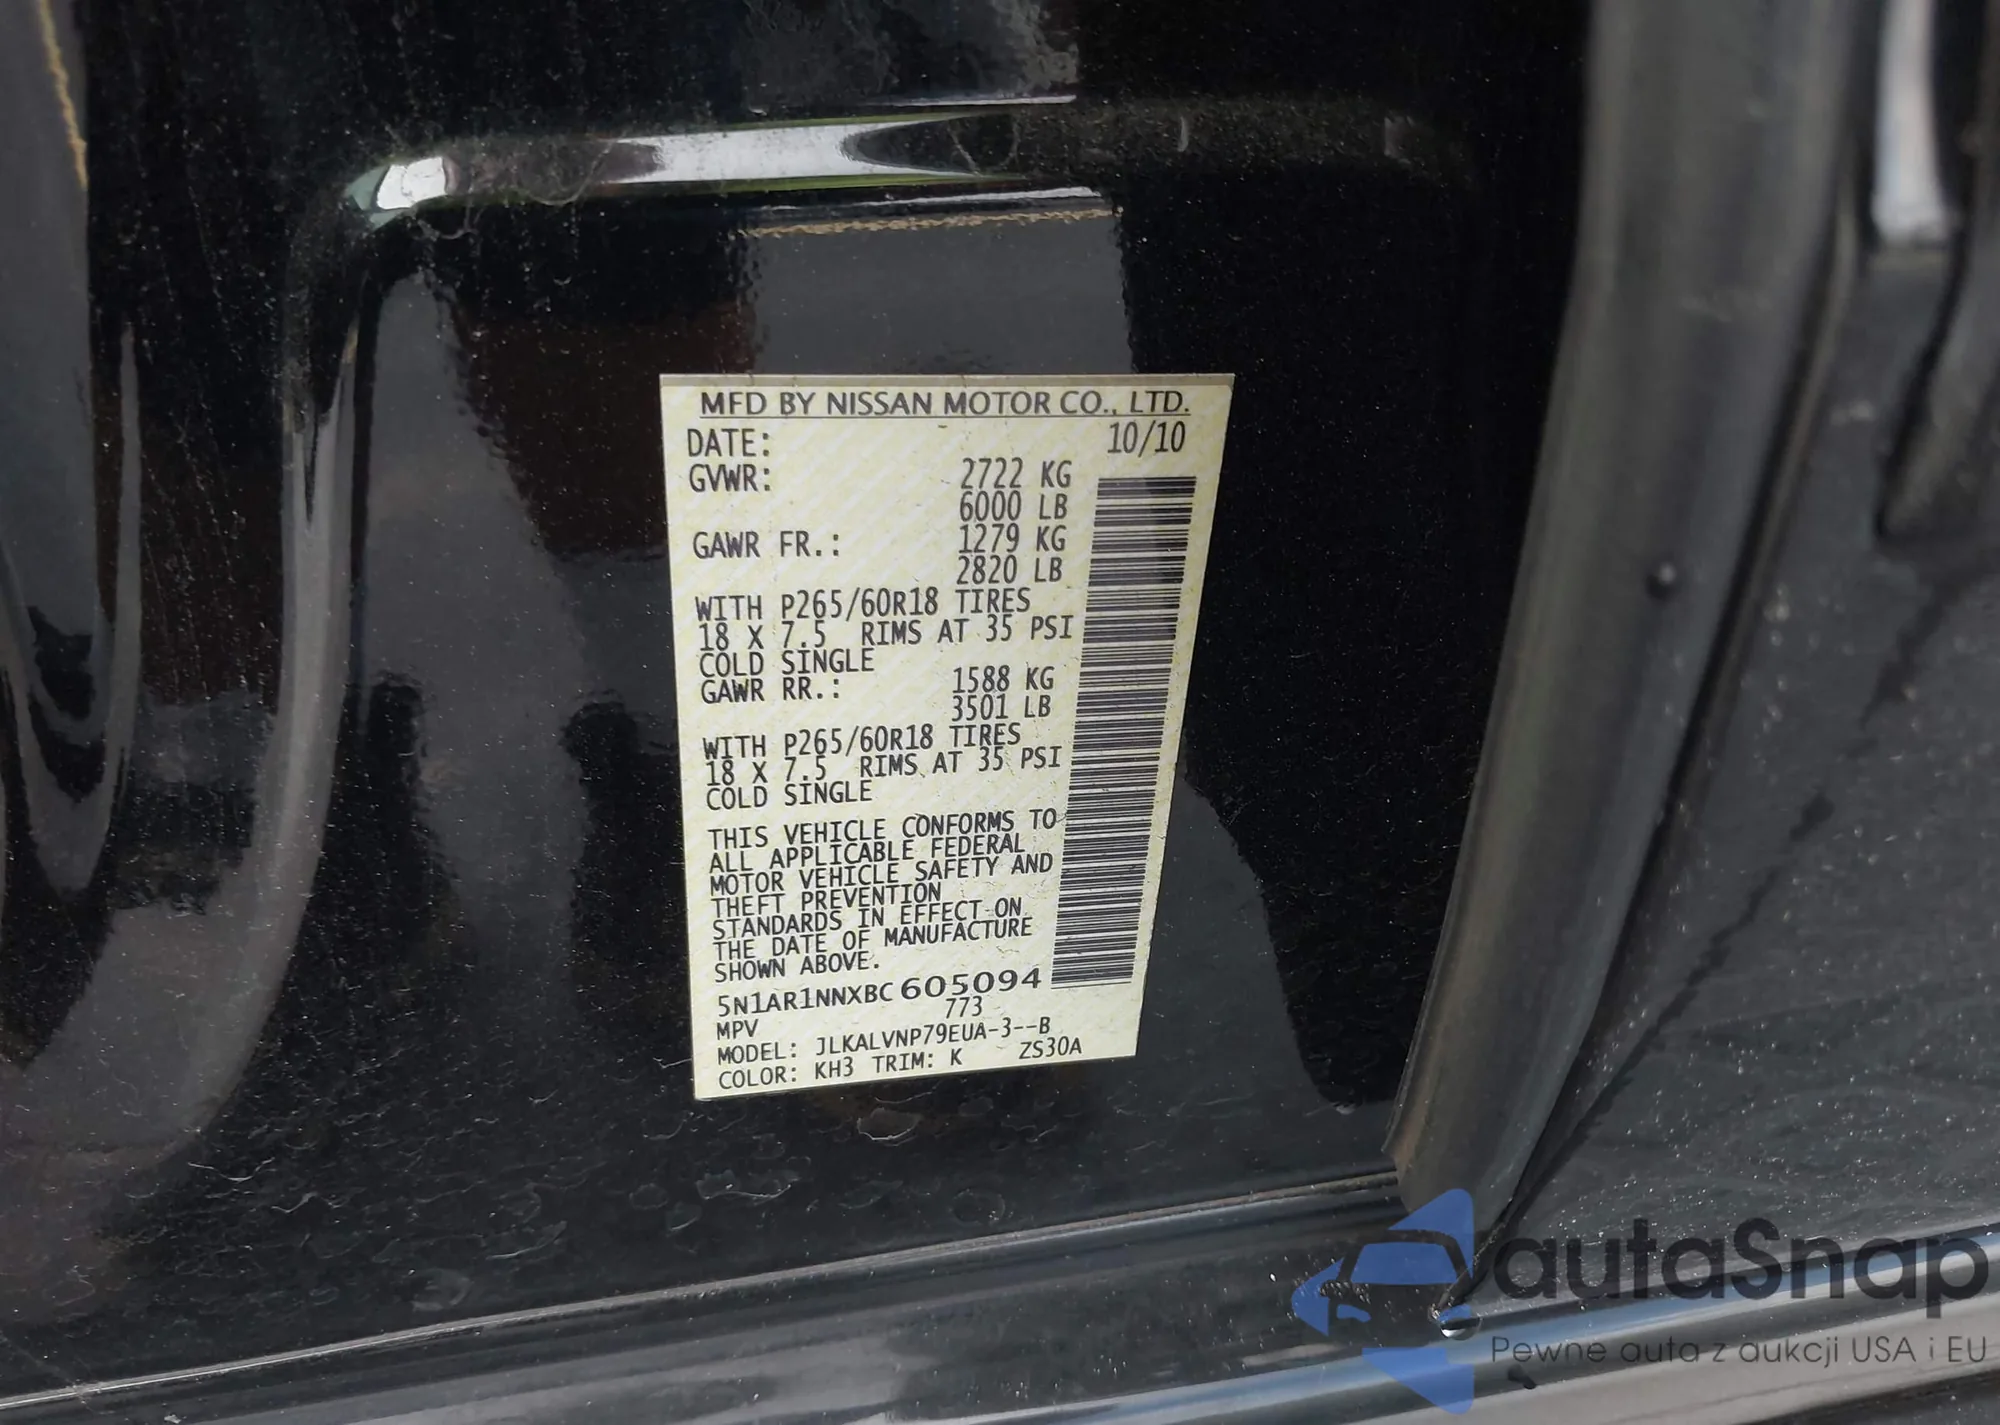 MFD BY NISSAN MOTOR CO., LTD.
DATE: 10/10
GVWR: 2722 KG
6000 LB
GAWR FR.: 1279 KG
2820 LB
WITH P265/60R18 TIRES
18 X 7.5 RIMS AT 35 PSI
COLD SINGLE
GAWR RR.: 1588 KG
3501 LB
WITH P265/60R18 TIRES
18 X 7.5 RIMS AT 35 PSI
COLD SINGLE
THIS VEHICLE CONFORMS TO
ALL APPLICABLE FEDERAL
MOTOR VEHICLE SAFETY AND
THEFT PREVENTION
STANDARDS IN EFFECT ON
THE DATE OF MANUFACTURE
SHOWN ABOVE.
5N1AR1NNXBC 605094
MPV 773
MODEL: JLKALVNP79EUA-3--B
COLOR: KH3 TRIM: K ZS30A
autaSnap
Pewne auta z aukcji USA i EU